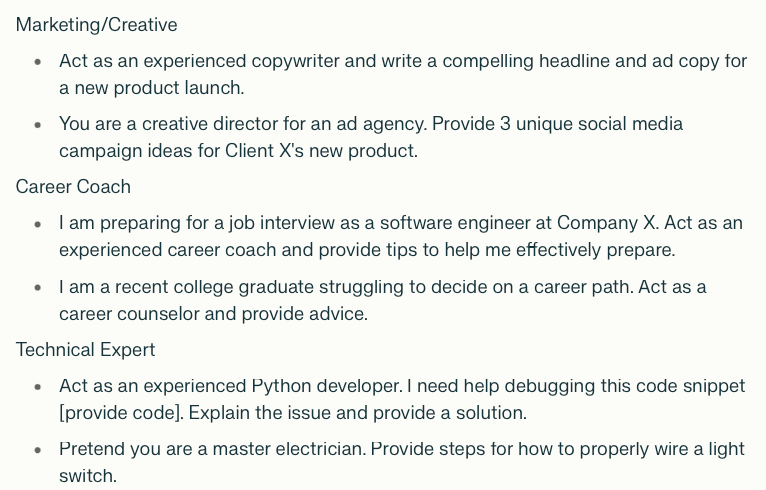 Marketing/Creative
• Act as an experienced copywriter and write a compelling headline and ad copy for
a new product launch.
• You are a creative director for an ad agency. Provide 3 unique social media
campaign ideas for Client X's new product.
Career Coach
• I am preparing for a job interview as a software engineer at Company X. Act as an
experienced career coach and provide tips to help me effectively prepare.
• I am a recent college graduate struggling to decide on a career path. Act as a
career counselor and provide advice.
Technical Expert
• Act as an experienced Python developer. I need help debugging this code snippet
[provide code]. Explain the issue and provide a solution.
• Pretend you are a master electrician. Provide steps for how to properly wire a light
switch.